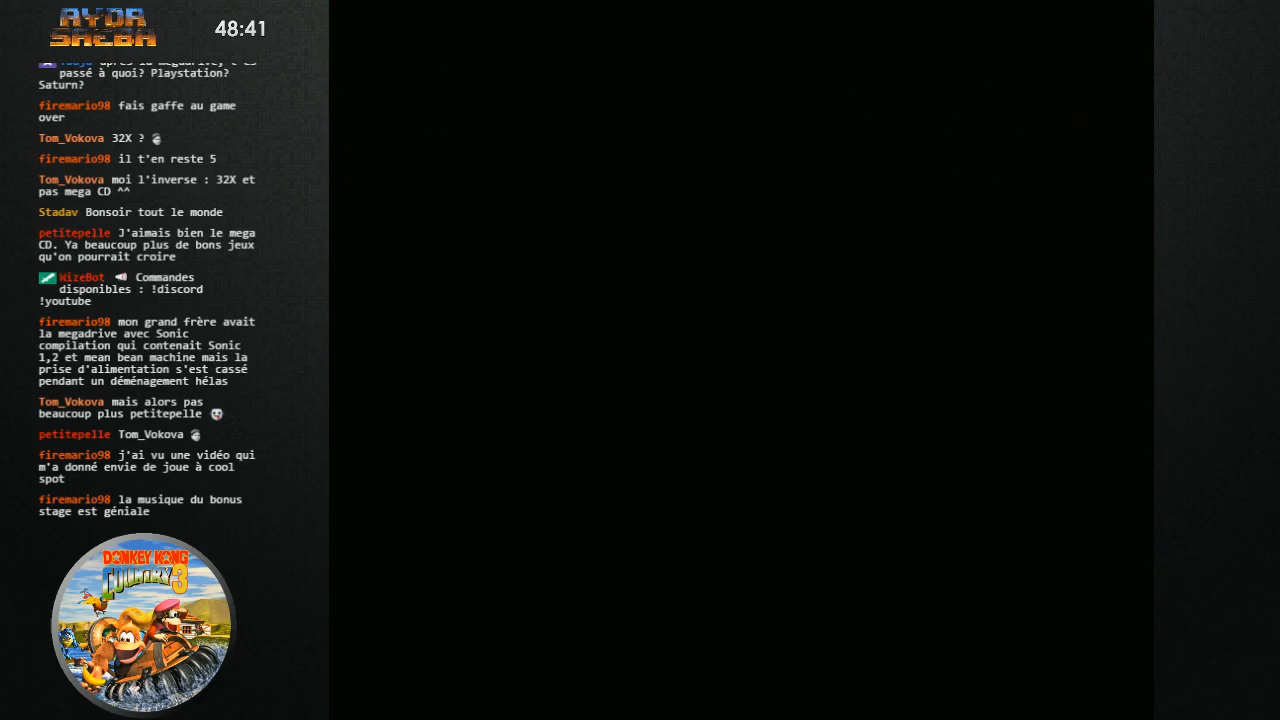 RYDA
SAEBA
48:41
passé à quoi? Playstation?
Saturn?
firemario98 fais gaffe au game
over
Tom_Vokova 32X ?
firemario98 il t'en reste 5
Tom_Vokova moi l'inverse : 32X et
pas mega CD ^^
Stadav Bonsoir tout le monde
petitepelle J'aimais bien le mega
CD. Ya beaucoup plus de bons jeux
qu'on pourrait croire
WizeBot Commandes
disponibles : !discord
!youtube
firemario98 mon grand frère avait
la megadrive avec Sonic
compilation qui contenait Sonic
1,2 et mean bean machine mais la
prise d'alimentation s'est cassé
pendant un déménagement hélas
Tom_Vokova mais alors pas
beaucoup plus petitepelle
petitepelle Tom_Vokova
firemario98 j'ai vu une vidéo qui
m'a donné envie de joue à cool
spot
firemario98 la musique du bonus
stage est géniale
DONKEY KONG
COUNTRY 3